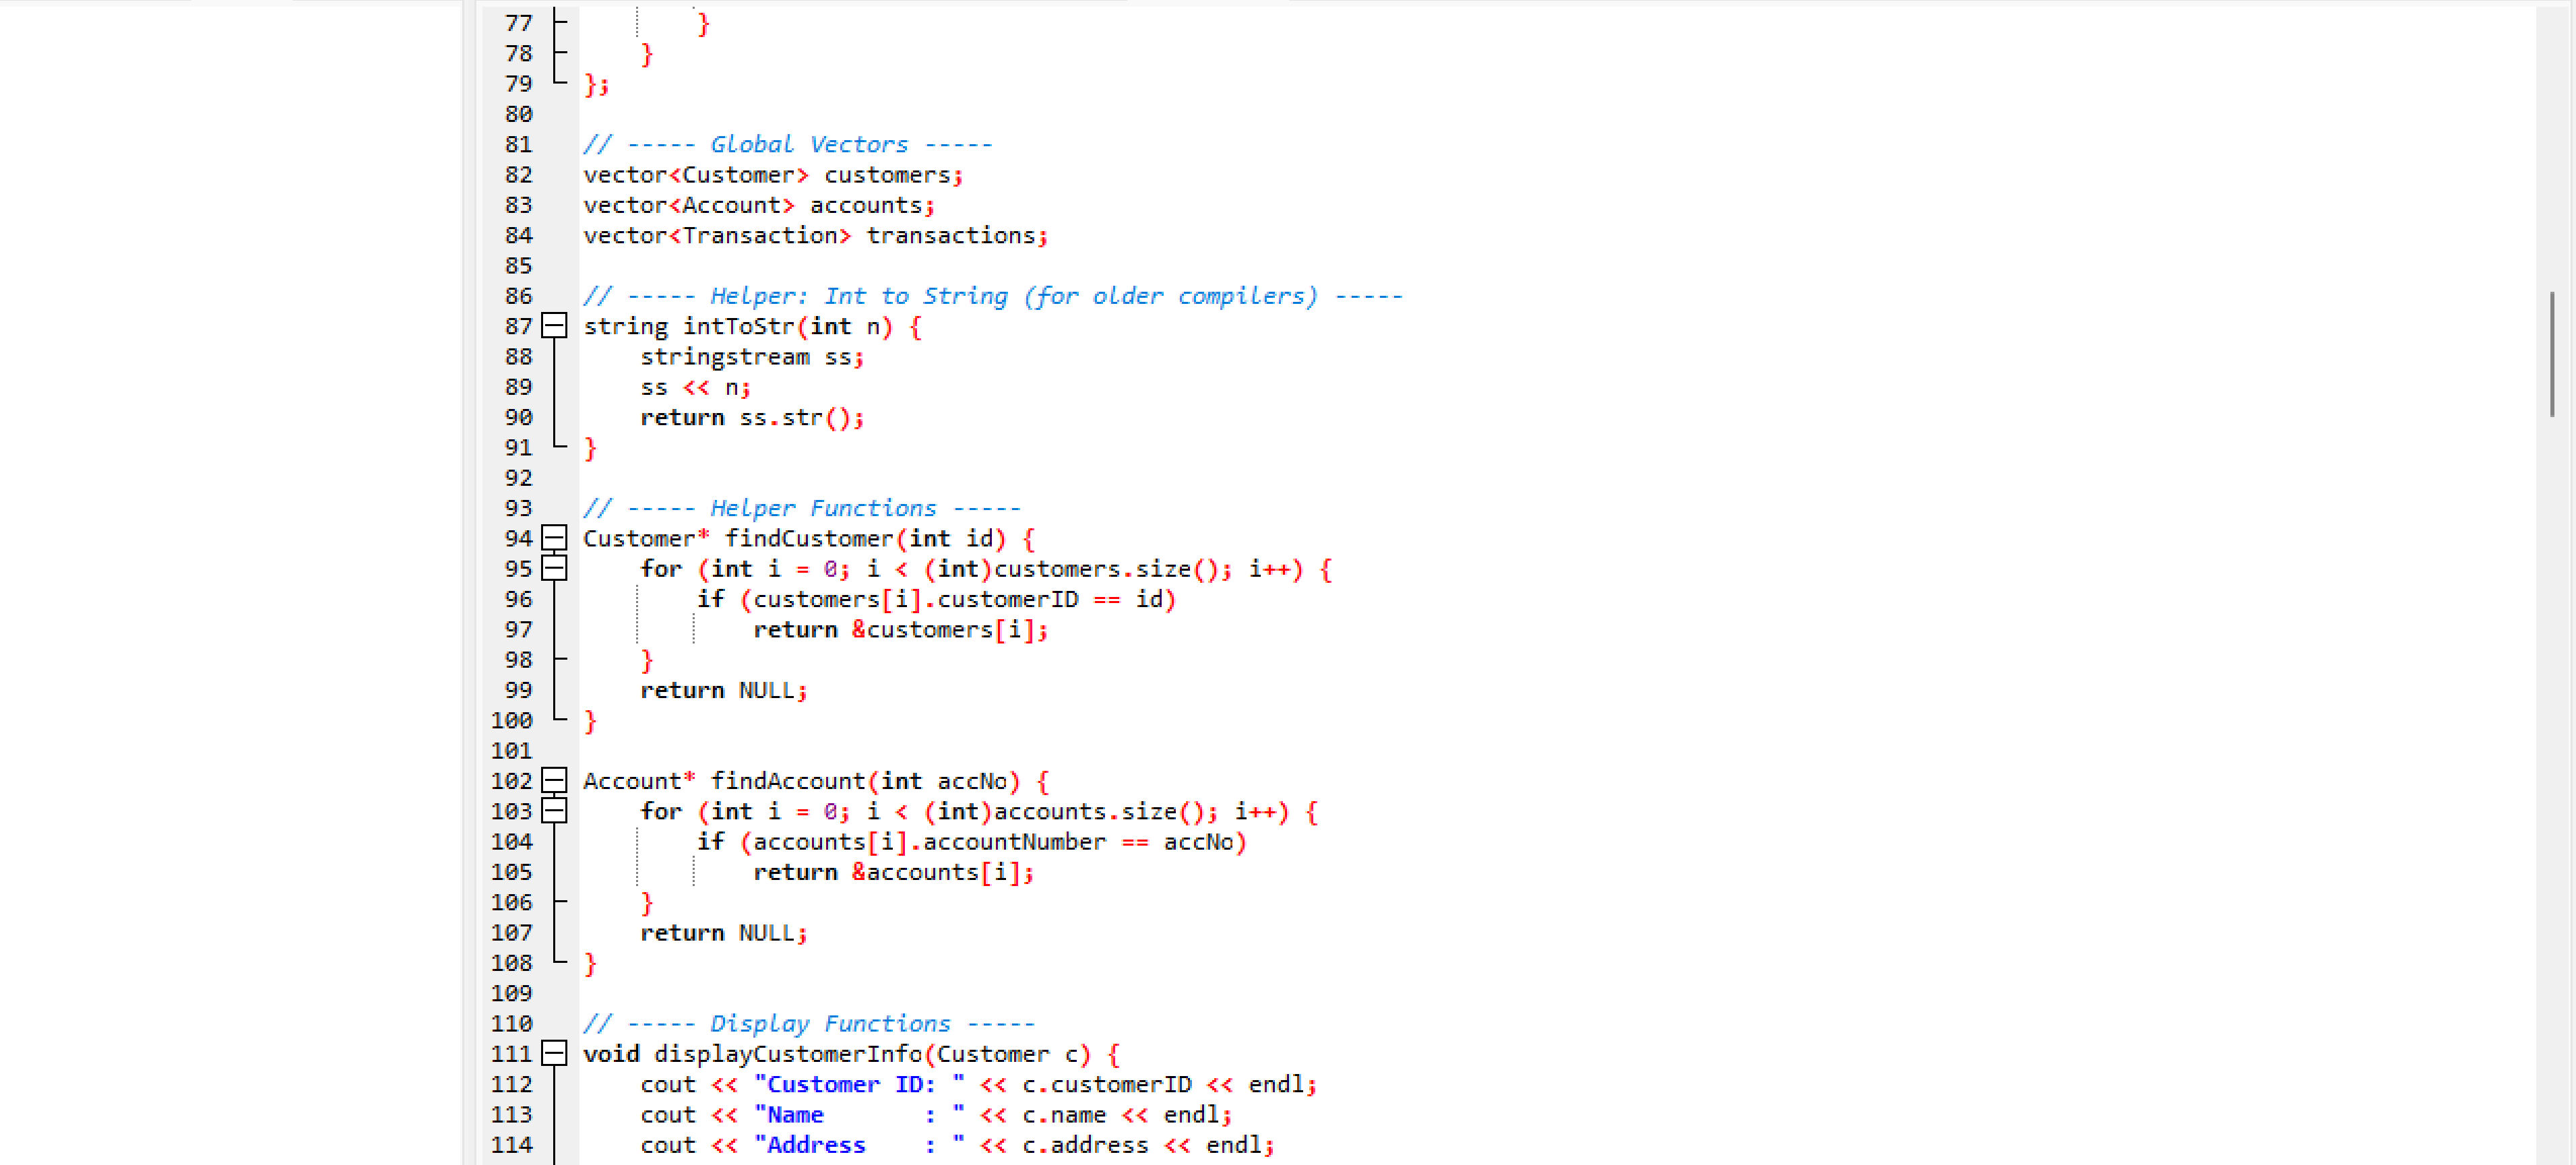 77         }
78     }
79 };
80
81 // ----- Global Vectors -----
82 vector<Customer> customers;
83 vector<Account> accounts;
84 vector<Transaction> transactions;
85
86 // ----- Helper: Int to String (for older compilers) -----
87 string intToStr(int n) {
88     stringstream ss;
89     ss << n;
90     return ss.str();
91 }
92
93 // ----- Helper Functions -----
94 Customer* findCustomer(int id) {
95     for (int i = 0; i < (int)customers.size(); i++) {
96         if (customers[i].customerID == id)
97             return &customers[i];
98     }
99     return NULL;
100 }
101
102 Account* findAccount(int accNo) {
103     for (int i = 0; i < (int)accounts.size(); i++) {
104         if (accounts[i].accountNumber == accNo)
105             return &accounts[i];
106     }
107     return NULL;
108 }
109
110 // ----- Display Functions -----
111 void displayCustomerInfo(Customer c) {
112     cout << "Customer ID: " << c.customerID << endl;
113     cout << "Name       : " << c.name << endl;
114     cout << "Address    : " << c.address << endl;